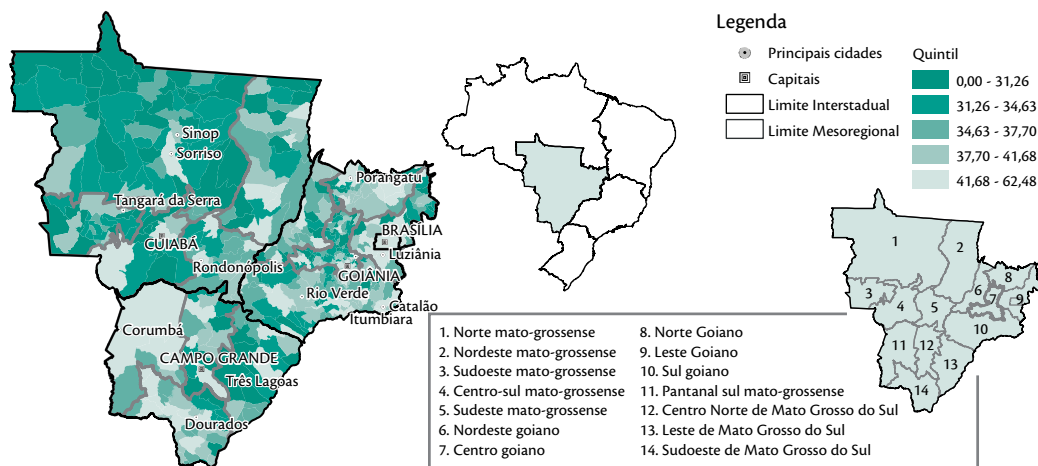 Legenda
Principais cidades
Capitais
Limite Interstadual
Limite Mesoregional
Quintil
0,00 - 31,26
31,26 - 34,63
34,63 - 37,70
37,70 - 41,68
41,68 - 62,48
Sinop
Sorriso
Tangará da Serra
CUIABÁ
Rondonópolis
Porangatu
BRASÍLIA
Luziânia
GOIÂNIA
Rio Verde
Catalão
Itumbiara
Corumbá
CAMPO GRANDE
Três Lagoas
Dourados
1
2
3
4
5
6
7
8
9
10
11
12
13
14
1. Norte mato-grossense
2. Nordeste mato-grossense
3. Sudoeste mato-grossense
4. Centro-sul mato-grossense
5. Sudeste mato-grossense
6. Nordeste goiano
7. Centro goiano
8. Norte Goiano
9. Leste Goiano
10. Sul goiano
11. Pantanal sul mato-grossense
12. Centro Norte de Mato Grosso do Sul
13. Leste de Mato Grosso do Sul
14. Sudoeste de Mato Grosso do Sul